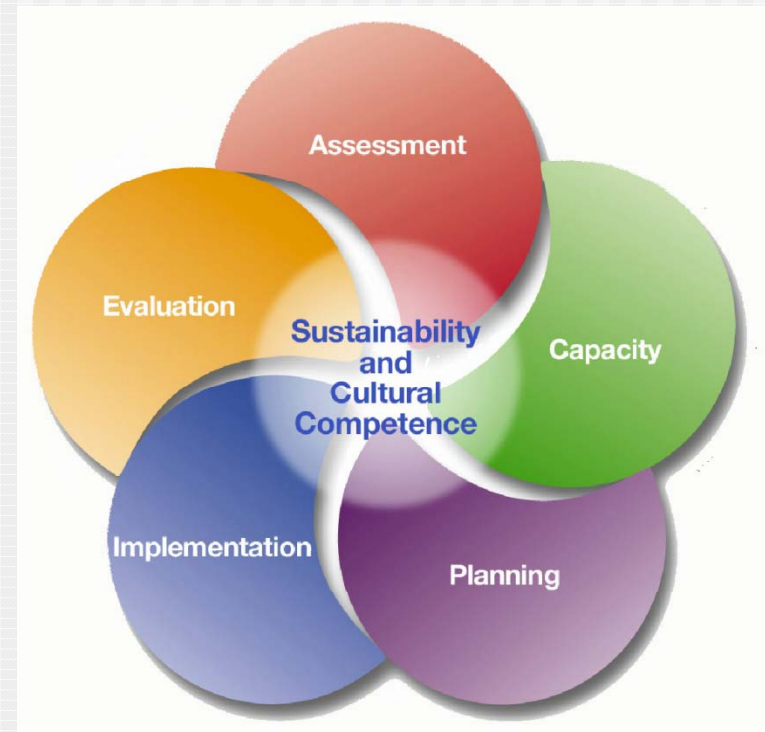 Assessment
Capacity
Planning
Implementation
Evaluation
Sustainability
and
Cultural
Competence